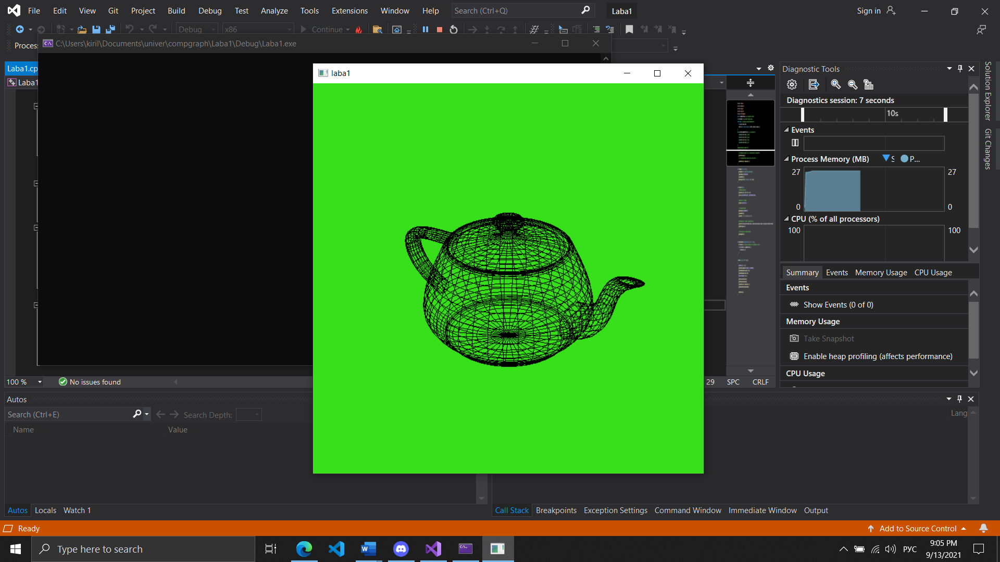 File Edit View Git Project Build Debug Test Analyze Tools Extensions Window Help Search (Ctrl+Q) Laba1 Sign in
Debug x86 Continue
Process
C:\Users\kiril\Documents\univer\compgraph\Laba1\Debug\Laba1.exe
Laba1.cp
Laba1
laba1
Diagnostic Tools
Diagnostics session: 7 seconds
10s
Events
Process Memory (MB) S P...
27 27
0 0
CPU (% of all processors)
100 100
Summary Events Memory Usage CPU Usage
Events
Show Events (0 of 0)
Memory Usage
Take Snapshot
Enable heap profiling (affects performance)
CPU Usage
Solution Explorer
Git Changes
100 % No issues found 29 SPC CRLF
Autos
Search (Ctrl+E) Search Depth:
Name Value Lang
Autos Locals Watch 1
Call Stack Breakpoints Exception Settings Command Window Immediate Window Output
Ready Add to Source Control
Type here to search
РУС
9:05 PM
9/13/2021